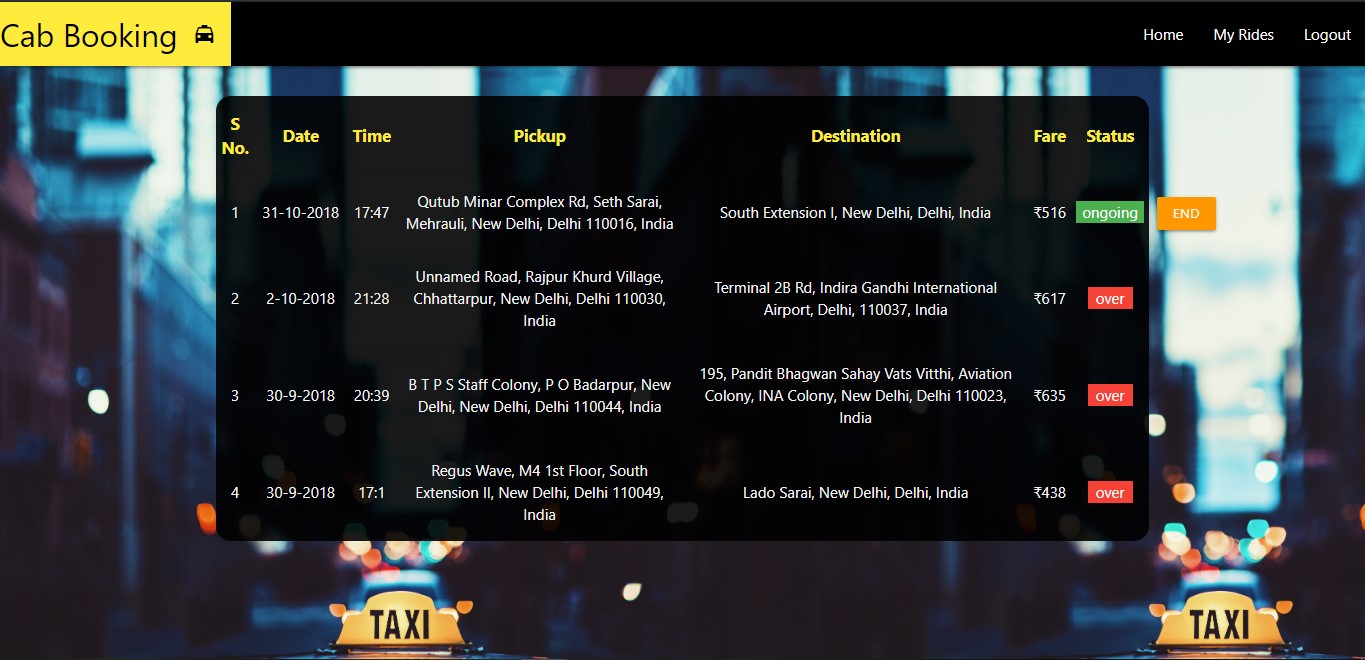 Cab Booking
Home My Rides Logout
S No. Date Time Pickup Destination Fare Status
1 31-10-2018 17:47 Qutub Minar Complex Rd, Seth Sarai, Mehrauli, New Delhi, Delhi 110016, India South Extension I, New Delhi, Delhi, India ₹516 ongoing END
2 2-10-2018 21:28 Unnamed Road, Rajpur Khurd Village, Chhattarpur, New Delhi, Delhi 110030, India Terminal 2B Rd, Indira Gandhi International Airport, Delhi, 110037, India ₹617 over
3 30-9-2018 20:39 B T P S Staff Colony, P O Badarpur, New Delhi, New Delhi, Delhi 110044, India 195, Pandit Bhagwan Sahay Vats Vitthi, Aviation Colony, INA Colony, New Delhi, Delhi 110023, India ₹635 over
4 30-9-2018 17:1 Regus Wave, M4 1st Floor, South Extension II, New Delhi, Delhi 110049, India Lado Sarai, New Delhi, Delhi, India ₹438 over
TAXI TAXI